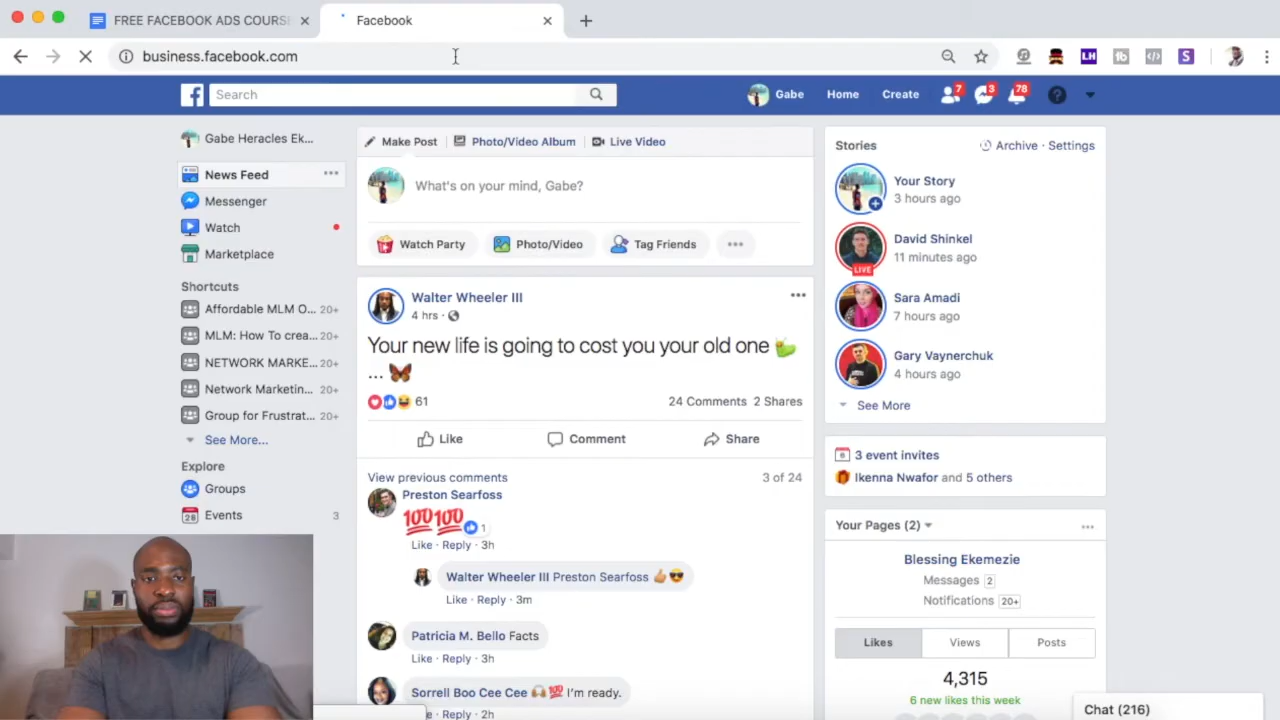 FREE FACEBOOK ADS COURS
Facebook
business.facebook.com
LH
tb
S
f
Search
Gabe
Home
Create
7
3
78
Gabe Heracles Ek...
News Feed
Messenger
Watch
Marketplace
Shortcuts
Affordable MLM O... 20+
MLM: How To crea... 20+
NETWORK MARKE... 20+
Network Marketin... 20+
Group for Frustrat... 20+
See More...
Explore
Groups
Events 3
Make Post
Photo/Video Album
Live Video
What's on your mind, Gabe?
Watch Party
Photo/Video
Tag Friends
Walter Wheeler III
4 hrs ·
Your new life is going to cost you your old one
...
61
24 Comments 2 Shares
Like
Comment
Share
View previous comments
3 of 24
Preston Searfoss
💯💯 1
Like · Reply · 3h
Walter Wheeler III Preston Searfoss 👍😎
Like · Reply · 3m
Patricia M. Bello Facts
Like · Reply · 3h
Sorrell Boo Cee Cee 🎧💯 I'm ready.
e · Reply · 2h
Stories
Archive · Settings
Your Story
3 hours ago
David Shinkel
11 minutes ago
LIVE
Sara Amadi
7 hours ago
Gary Vaynerchuk
4 hours ago
See More
3 event invites
Ikenna Nwafor and 5 others
Your Pages (2)
Blessing Ekemezie
Messages 2
Notifications 20+
Likes
Views
Posts
4,315
6 new likes this week
Chat (216)